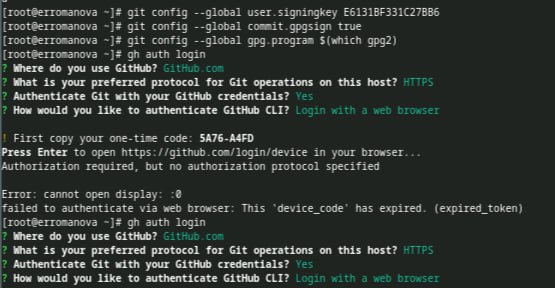 [root@erromanova ~]# git config --global user.signingkey E6131BF331C27BB6
[root@erromanova ~]# git config --global commit.gpgsign true
[root@erromanova ~]# git config --global gpg.program $(which gpg2)
[root@erromanova ~]# gh auth login
? Where do you use GitHub? GitHub.com
? What is your preferred protocol for Git operations on this host? HTTPS
? Authenticate Git with your GitHub credentials? Yes
? How would you like to authenticate GitHub CLI? Login with a web browser
! First copy your one-time code: 5A76-A4FD
Press Enter to open https://github.com/login/device in your browser...
Authorization required, but no authorization protocol specified
Error: cannot open display: :0
failed to authenticate via web browser: This 'device_code' has expired. (expired_token)
[root@erromanova ~]# gh auth login
? Where do you use GitHub? GitHub.com
? What is your preferred protocol for Git operations on this host? HTTPS
? Authenticate Git with your GitHub credentials? Yes
? How would you like to authenticate GitHub CLI? Login with a web browser